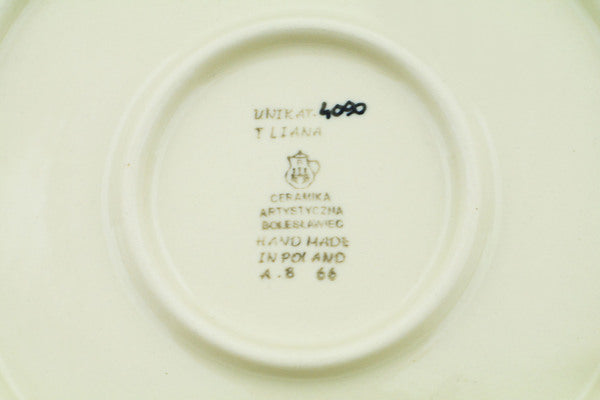 UNIKAT-4090
T LIANA
CERAMIKA
ARTYSTYCZNA
BOLESŁAWIEC
HAND MADE
IN POLAND
A.B 66